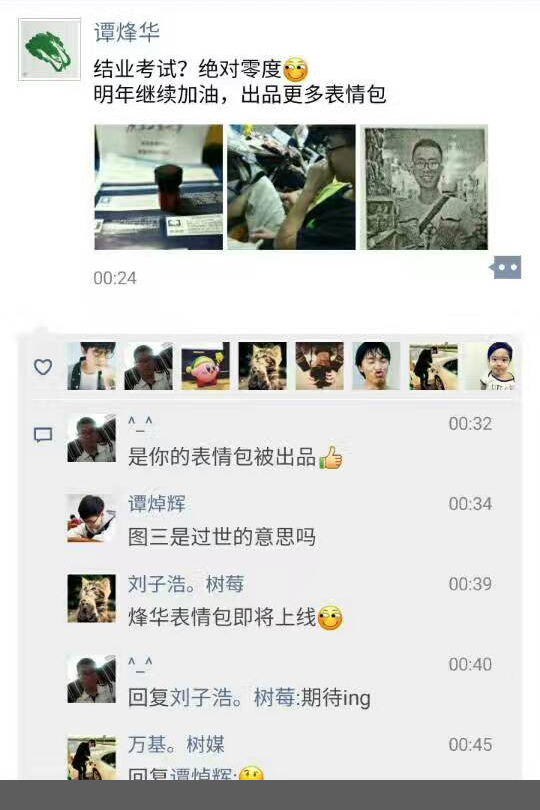 谭烽华
结业考试？绝对零度
明年继续加油，出品更多表情包
00:24
^_^
00:32
是你的表情包被出品
谭焯辉
00:34
图三是过世的意思吗
刘子浩。树莓
00:39
烽华表情包即将上线
^_^
00:40
回复刘子浩。树莓:期待ing
万基。树媒
00:45
回复谭焯辉: